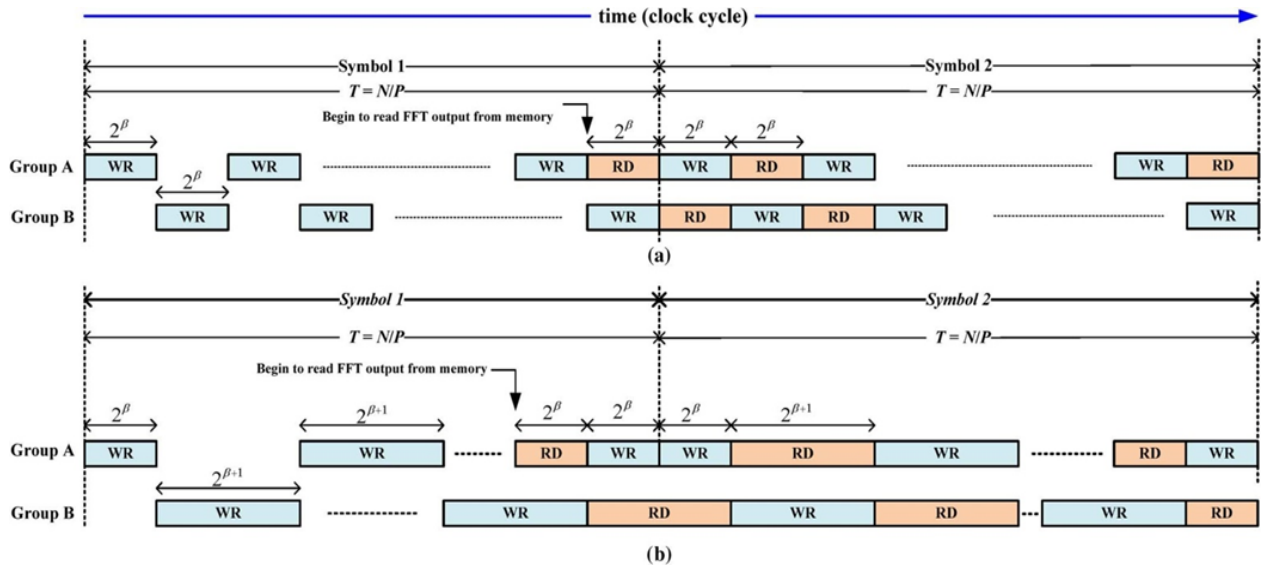 time (clock cycle)
Symbol 1 Symbol 2
T = N/P T = N/P
Begin to read FFT output from memory
2^β 2^β 2^β 2^β
Group A WR WR WR RD WR RD WR WR RD
2^β
Group B WR WR WR RD WR RD WR WR
(a)
Symbol 1 Symbol 2
T = N/P T = N/P
Begin to read FFT output from memory
2^β 2^β+1 2^β 2^β 2^β 2^β+1
Group A WR WR RD WR WR RD WR RD WR
2^β+1
Group B WR WR RD WR RD WR RD
(b)